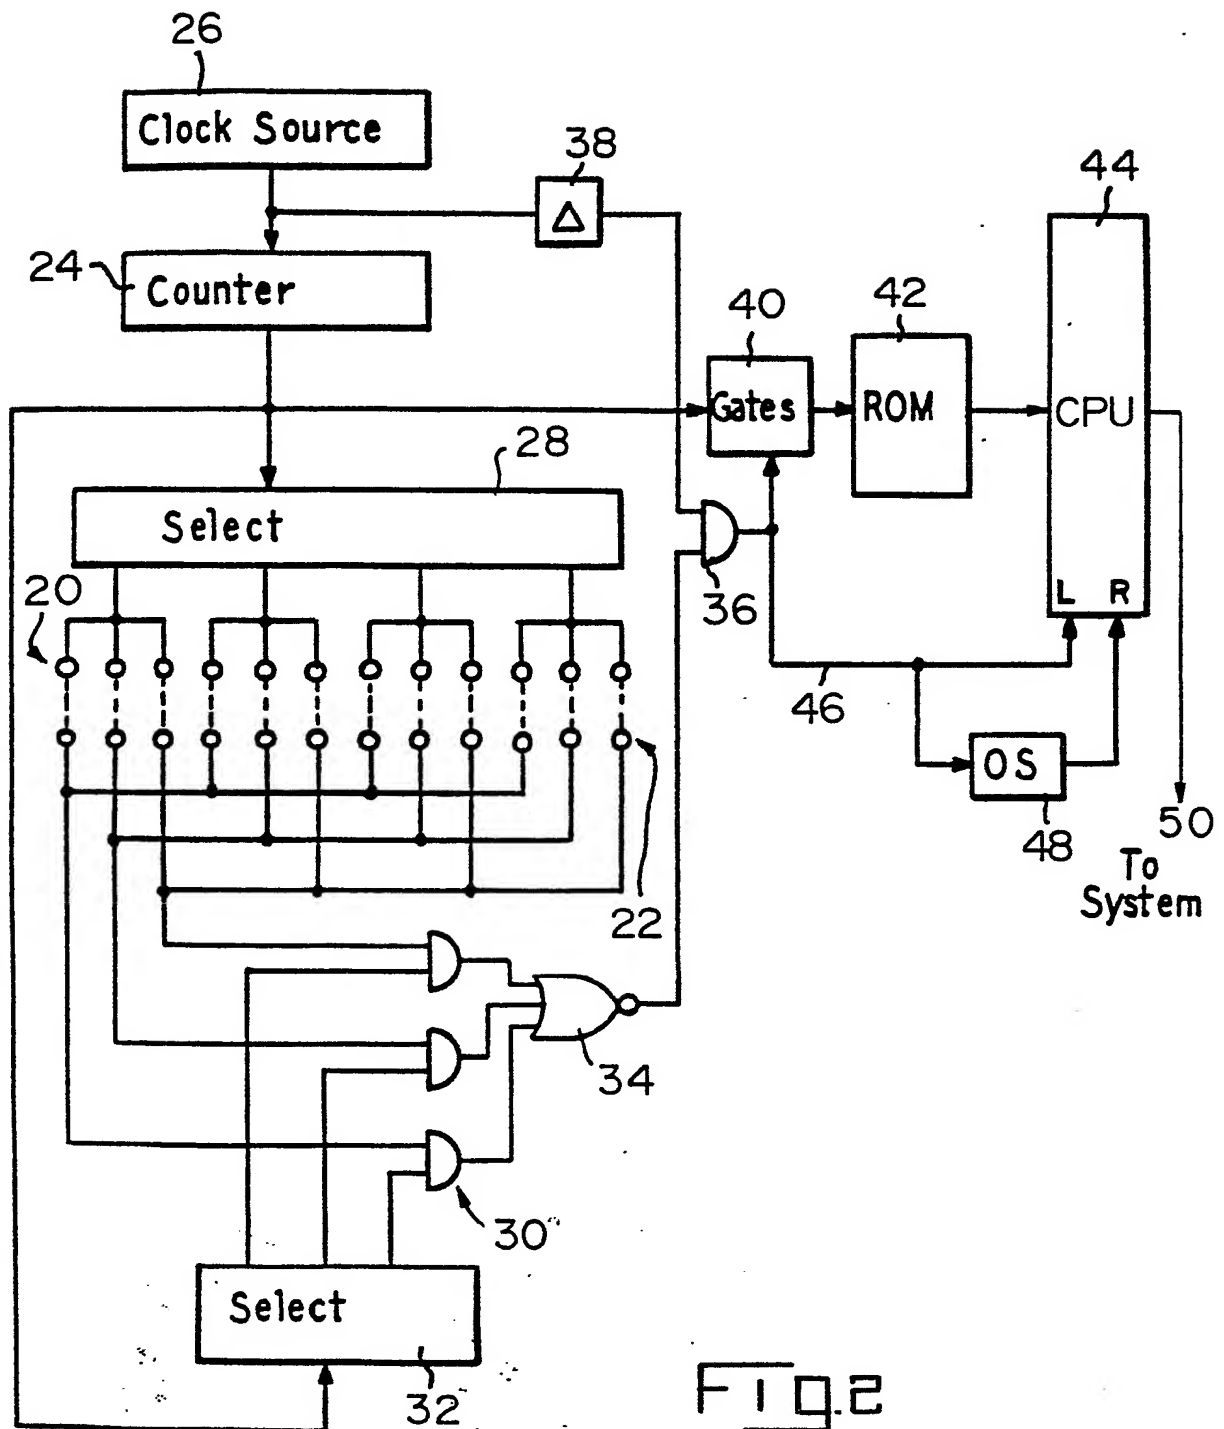 26
Clock Source
38
Δ
44
24
Counter
40
42
Gates
ROM
CPU
28
Select
36
L R
20
46
OS
48
50
To
System
22
34
30
Select
32
Fig.2